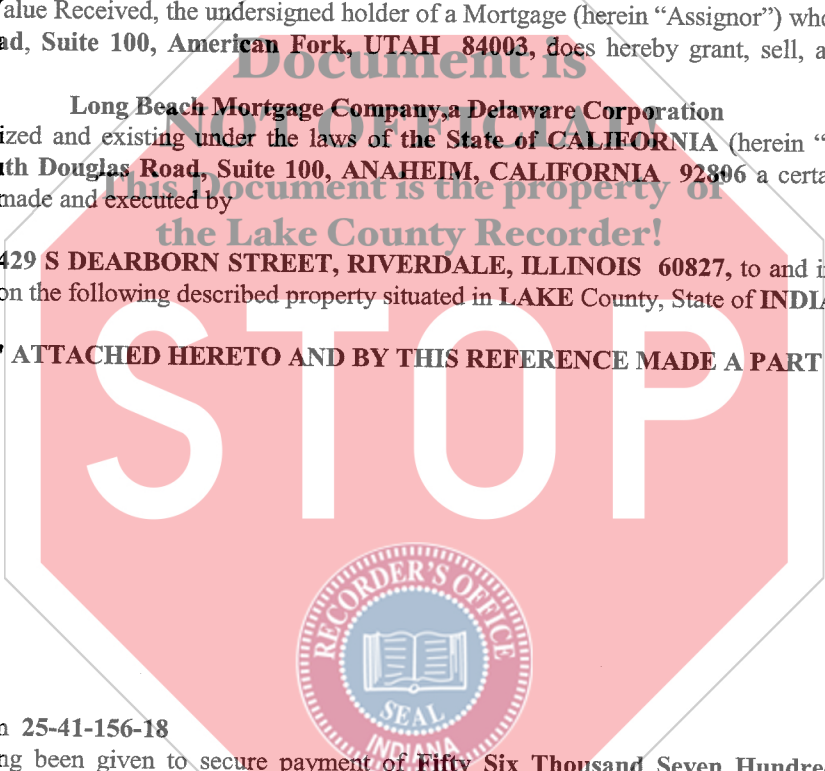 alue Received, the undersigned holder of a Mortgage (herein “Assignor”) who
ad, Suite 100, American Fork, UTAH 84003, does hereby grant, sell, a
Document is
Long Beach Mortgage Company,a Delaware Corporation
NOT OFFICIAL!
ized and existing under the laws of the State of CALIFORNIA (herein “
uth Douglas Road, Suite 100, ANAHEIM, CALIFORNIA 92806 a certa
This Document is the property of
made and executed by
the Lake County Recorder!
429 S DEARBORN STREET, RIVERDALE, ILLINOIS 60827, to and i
on the following described property situated in LAKE County, State of INDIA
" ATTACHED HERETO AND BY THIS REFERENCE MADE A PART
STOP
RECORDER'S OFFICE
SEAL
INDIANA
n 25-41-156-18
ng been given to secure payment of Fifty Six Thousand Seven Hundre